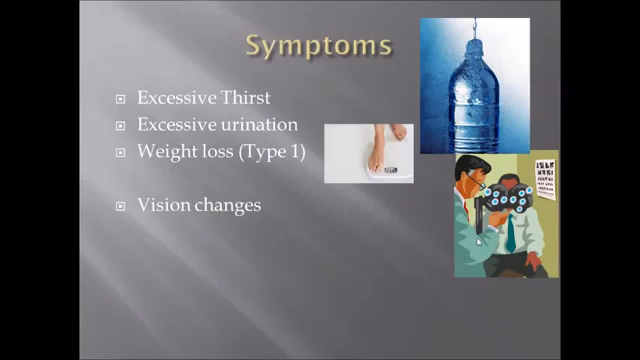 Symptoms
Excessive Thirst
Excessive urination
Weight loss (Type 1)
Vision changes